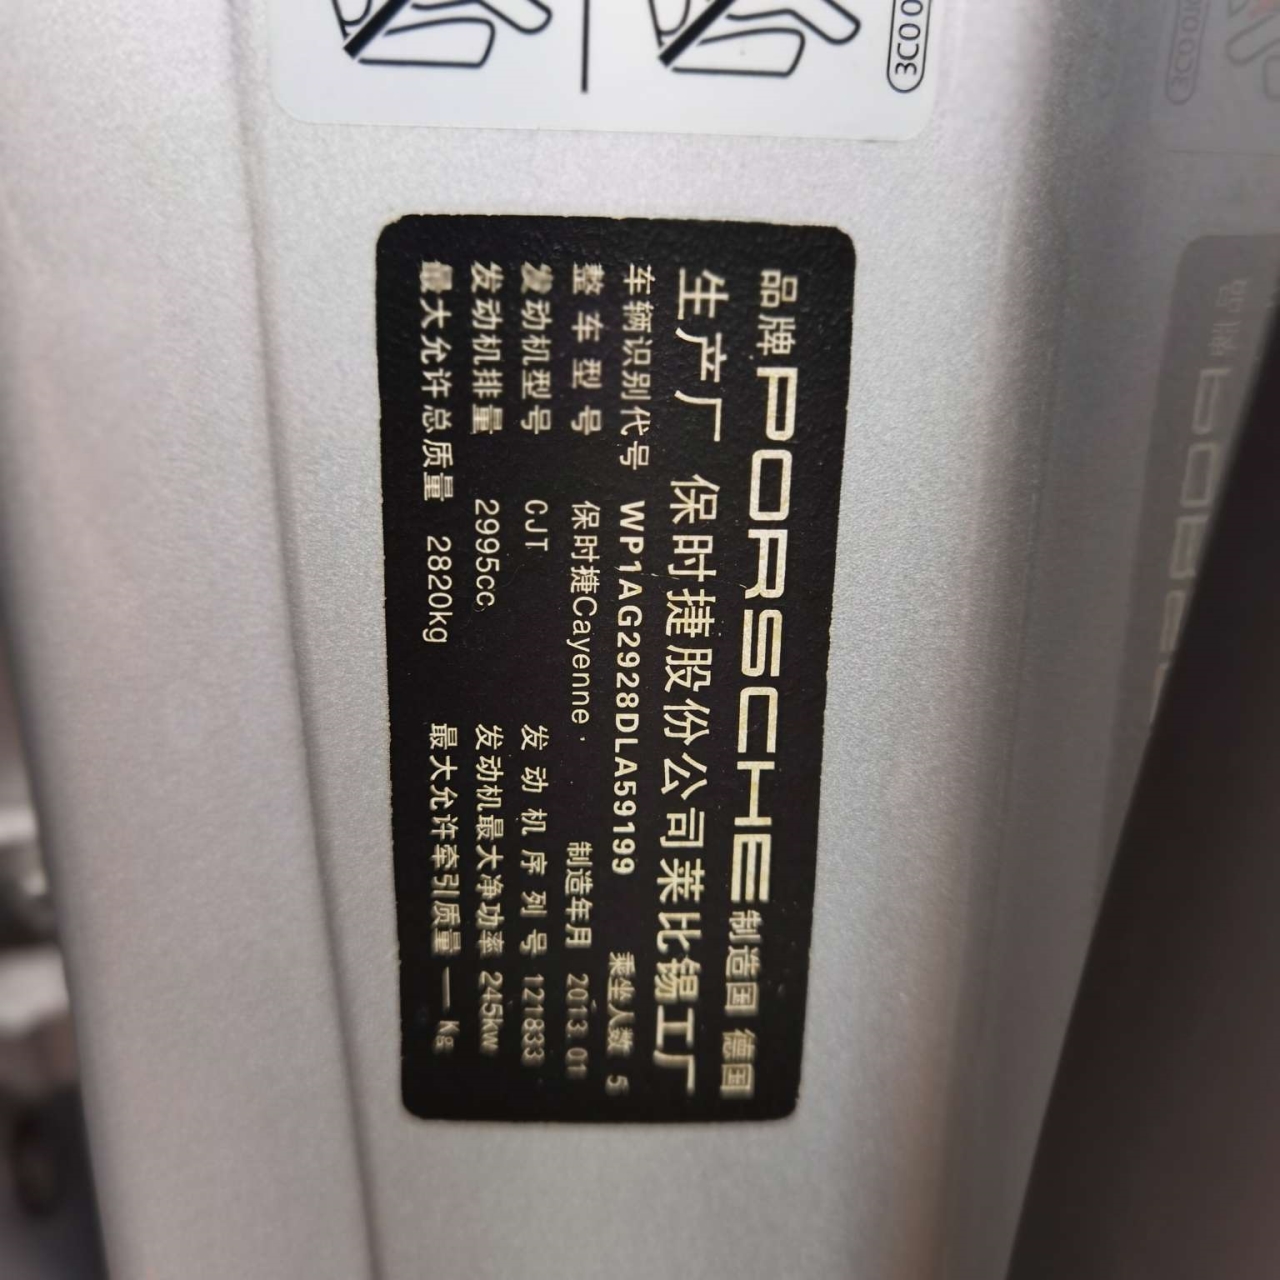 品牌 PORSCHE 制造国 德国
生产厂 保时捷股份公司莱比锡工厂
车辆识别代号 WP1AG2928DLA59199 乘坐人数 5
整车型号 保时捷Cayenne. 制造年月 2013.01
发动机型号 CJT 发动机序列号 121833
发动机排量 2995cc 发动机最大净功率 245kw
最大允许总质量 2820kg 最大允许牵引质量 — Kg